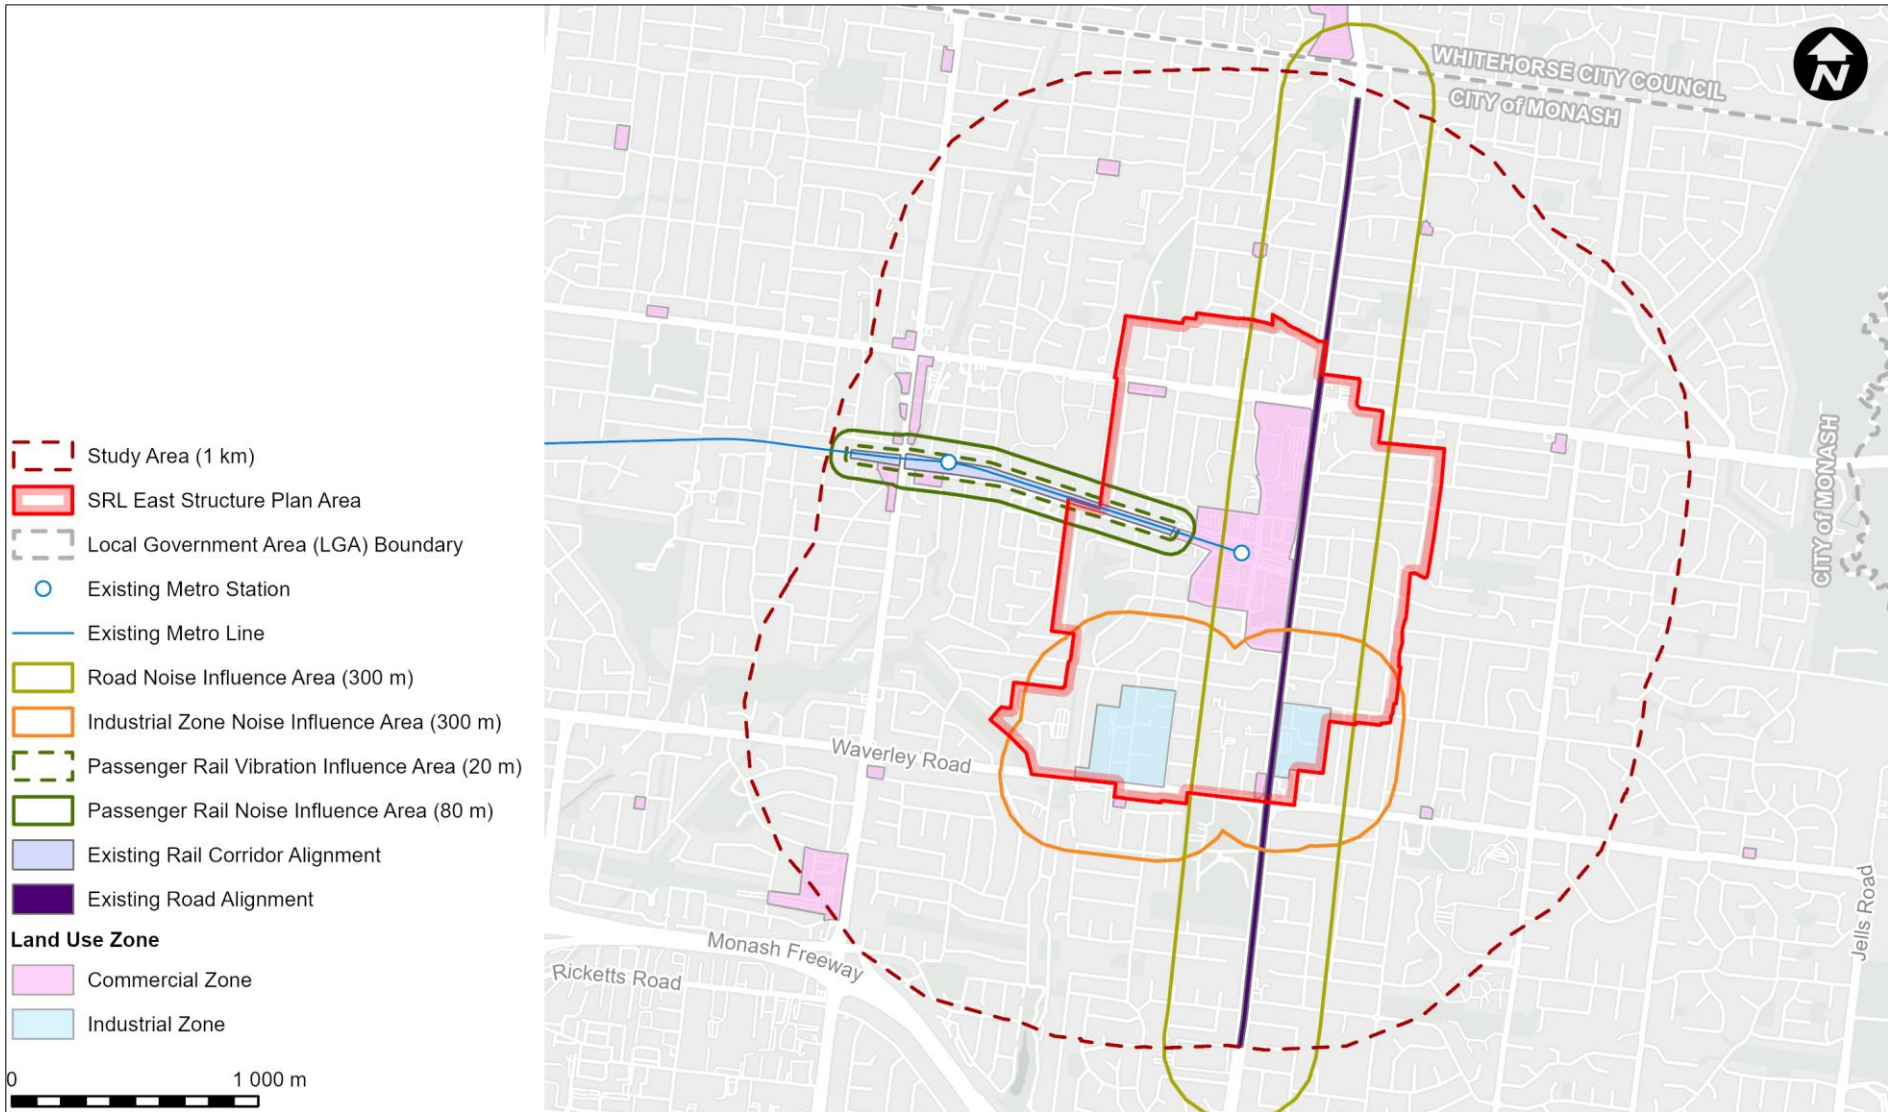 WHITEHORSE CITY COUNCIL
CITY of MONASH
N
CITY of MONASH
Study Area (1 km)
SRL East Structure Plan Area
Local Government Area (LGA) Boundary
Existing Metro Station
Existing Metro Line
Road Noise Influence Area (300 m)
Industrial Zone Noise Influence Area (300 m)
Passenger Rail Vibration Influence Area (20 m)
Passenger Rail Noise Influence Area (80 m)
Existing Rail Corridor Alignment
Existing Road Alignment
Land Use Zone
Commercial Zone
Industrial Zone
0 1 000 m
Waverley Road
Monash Freeway
Ricketts Road
Jells Road